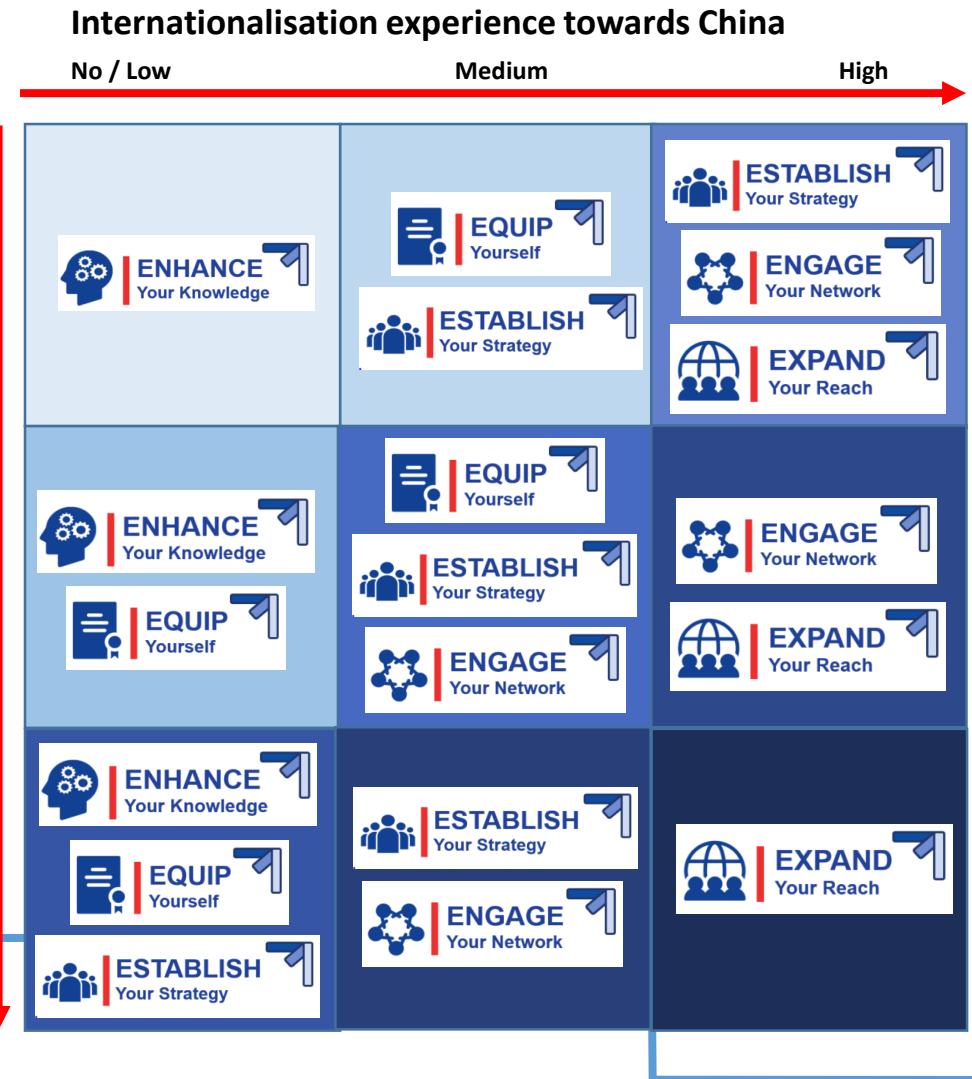 Internationalisation experience towards China
No / Low Medium High
ENHANCE
Your Knowledge
EQUIP
Yourself
ESTABLISH
Your Strategy
ESTABLISH
Your Strategy
ENGAGE
Your Network
EXPAND
Your Reach
ENHANCE
Your Knowledge
EQUIP
Yourself
EQUIP
Yourself
ESTABLISH
Your Strategy
ENGAGE
Your Network
ENGAGE
Your Network
EXPAND
Your Reach
ENHANCE
Your Knowledge
EQUIP
Yourself
ESTABLISH
Your Strategy
ESTABLISH
Your Strategy
ENGAGE
Your Network
EXPAND
Your Reach